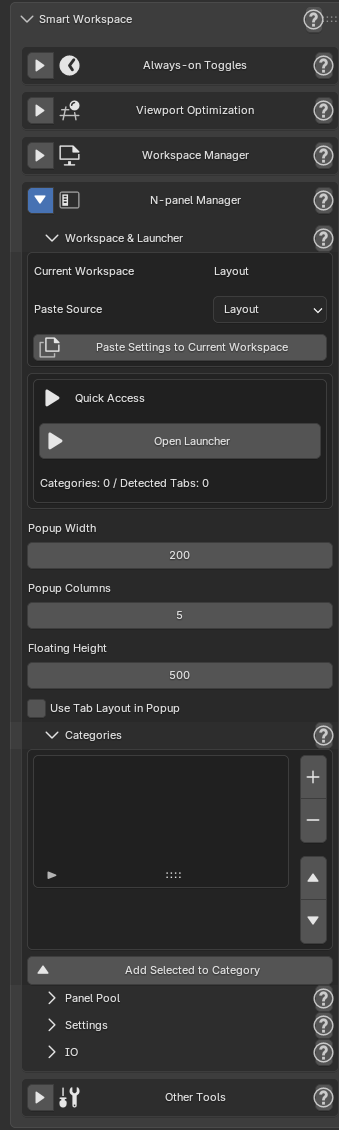 Smart Workspace
Always-on Toggles
Viewport Optimization
Workspace Manager
N-panel Manager
Workspace & Launcher
Current Workspace Layout
Paste Source Layout
Paste Settings to Current Workspace
Quick Access
Open Launcher
Categories: 0 / Detected Tabs: 0
Popup Width
200
Popup Columns
5
Floating Height
500
Use Tab Layout in Popup
Categories
Add Selected to Category
Panel Pool
Settings
IO
Other Tools